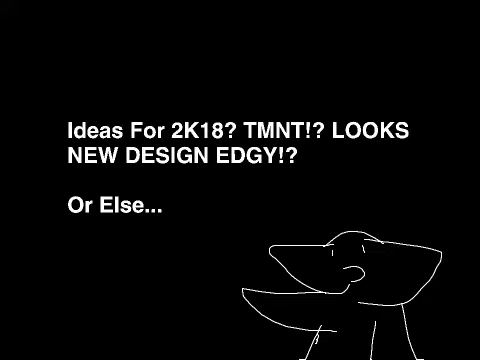 Ideas For 2K18? TMNT!? LOOKS
NEW DESIGN EDGY!?
Or Else...